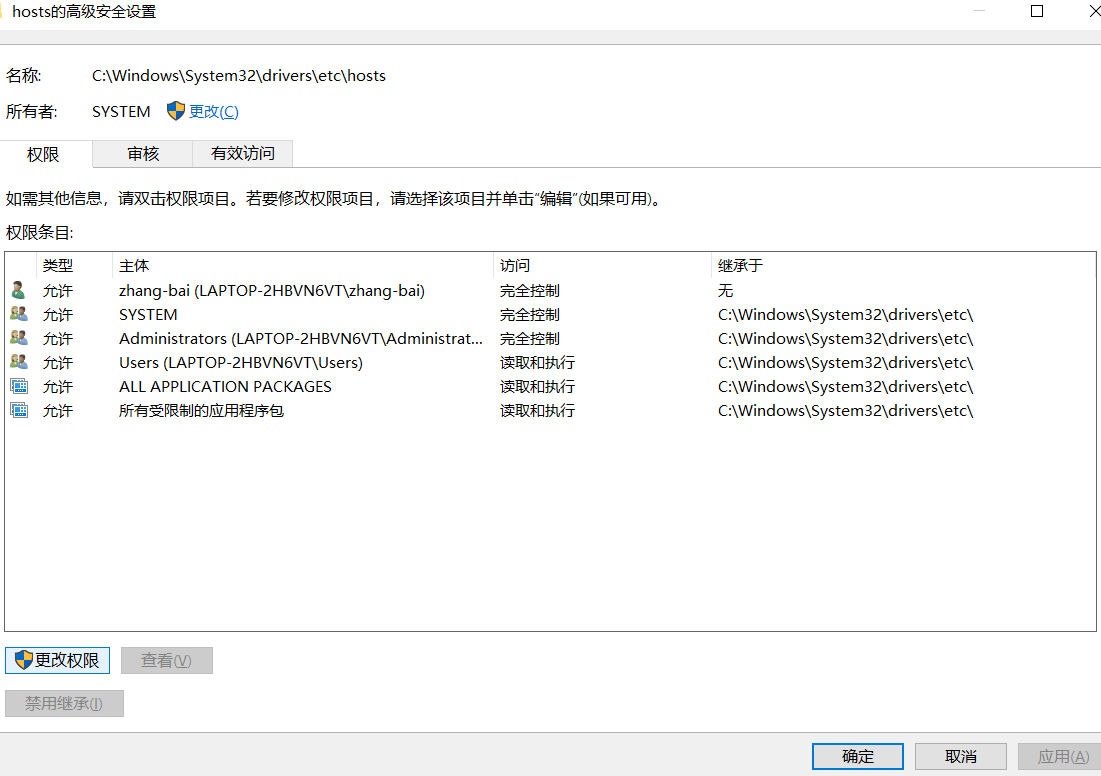 hosts的高级安全设置
名称: C:\Windows\System32\drivers\etc\hosts
所有者: SYSTEM 更改(C)
权限 审核 有效访问
如需其他信息，请双击权限项目。若要修改权限项目，请选择该项目并单击“编辑”(如果可用)。
权限条目:
类型 主体 访问 继承于
允许 zhang-bai (LAPTOP-2HBVN6VT\zhang-bai) 完全控制 无
允许 SYSTEM 完全控制 C:\Windows\System32\drivers\etc\
允许 Administrators (LAPTOP-2HBVN6VT\Administrat... 完全控制 C:\Windows\System32\drivers\etc\
允许 Users (LAPTOP-2HBVN6VT\Users) 读取和执行 C:\Windows\System32\drivers\etc\
允许 ALL APPLICATION PACKAGES 读取和执行 C:\Windows\System32\drivers\etc\
允许 所有受限制的应用程序包 读取和执行 C:\Windows\System32\drivers\etc\
更改权限 查看(V)
禁用继承(I)
确定 取消 应用(A)